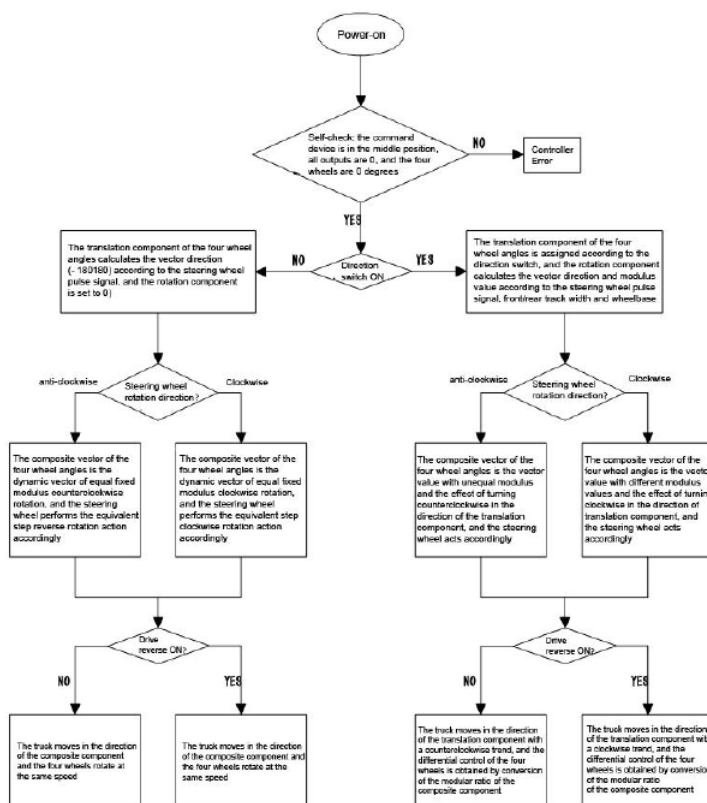 Power-on
Self-check: the command
device is in the middle position,
all outputs are 0, and the four
wheels are 0 degrees
NO
Controller
Error
YES
The translation component of the four wheel
angles calculates the vector direction
(- 180180) according to the steering wheel
pulse signal, and the rotation component
is set to 0)
NO
Direction
switch ON
YES
The translation component of the four
wheel angles is assigned according to the
direction switch, and the rotation component
calculates the vector direction and modulus
value according to the steering wheel pulse
signal, front/rear track width and wheelbase
anti-clockwise
Steering wheel
rotation direction?
Clockwise
anti-clockwise
Steering wheel
rotation direction?
Clockwise
The composite vector of the
four wheel angles is the
dynamic vector of equal fixed
modulus counterclockwise
rotation, and the steering
wheel performs the equivalent
step reverse rotation action
accordingly
The composite vector of the
four wheel angles is the
dynamic vector of equal fixed
modulus clockwise rotation,
and the steering wheel
performs the equivalent step
clockwise rotation action
accordingly
The composite vector of the
four wheel angles is the vector
value with unequal modulus
and the effect of turning
counterclockwise in the
direction of the translation
component, and the steering
wheel acts accordingly
The composite vector of the
four wheel angles is the vector
value with different modulus
values and the effect of turning
clockwise in the direction of
translation component, and
the steering wheel acts
accordingly
Drive
reverse ON?
NO
YES
Drive
reverse ON?
NO
YES
The truck moves in the direction
of the composite component
and the four wheels rotate at
the same speed
The truck moves in the direction
of the composite component and
the four wheels rotate at the
same speed
The truck moves in the direction
of the translation component with
a counterclockwise trend, and the
differential control of the four
wheels is obtained by conversion
of the modular ratio of the
composite component
The truck moves in the direction
of the translation component with
a clockwise trend, and the
differential control of the four
wheels is obtained by conversion
of the modular ratio
of the composite component